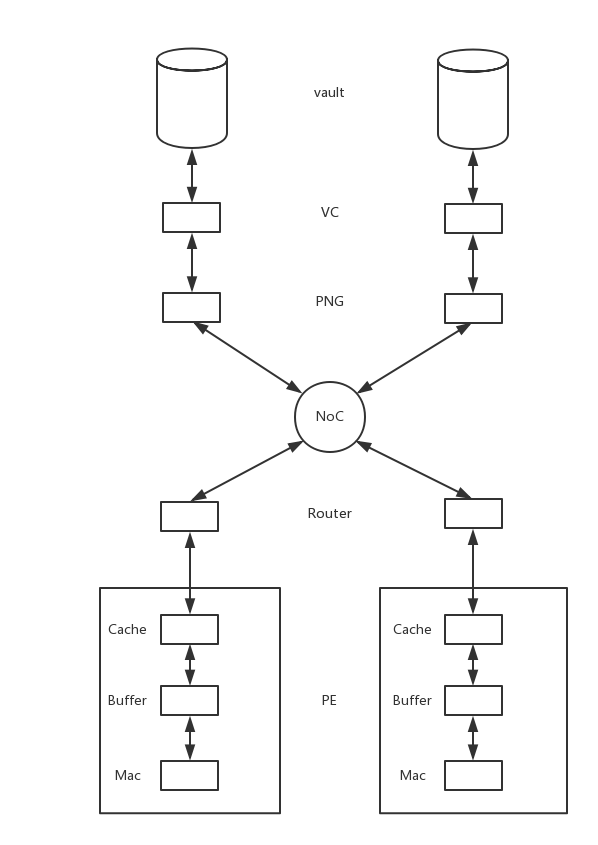 vault
VC
PNG
NoC
Router
Cache
Cache
Buffer
PE
Buffer
Mac
Mac